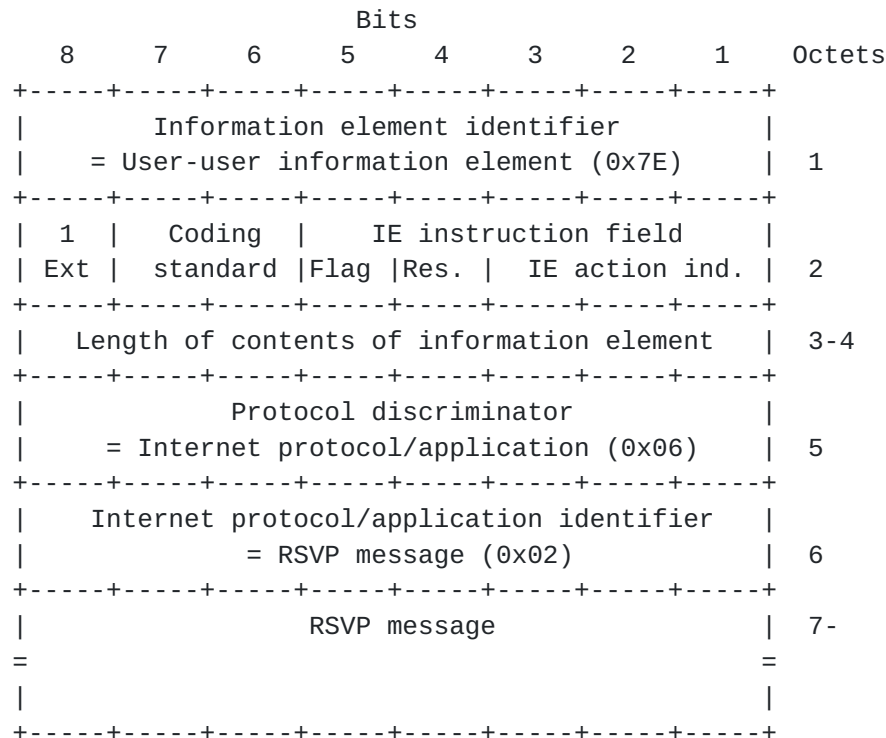 Bits
   8     7     6     5     4     3     2     1    Octets
+-----+-----+-----+-----+-----+-----+-----+-----+
|         Information element identifier         |
|    = User-user information element (0x7E)     |  1
+-----+-----+-----+-----+-----+-----+-----+-----+
|  1  |   Coding  |    IE instruction field     |
| Ext |  standard |Flag |Res. |  IE action ind. |  2
+-----+-----+-----+-----+-----+-----+-----+-----+
|   Length of contents of information element   |  3-4
+-----+-----+-----+-----+-----+-----+-----+-----+
|             Protocol discriminator            |
|     = Internet protocol/application (0x06)    |  5
+-----+-----+-----+-----+-----+-----+-----+-----+
|    Internet protocol/application identifier   |
|              = RSVP message (0x02)            |  6
+-----+-----+-----+-----+-----+-----+-----+-----+
|                  RSVP message                 |  7-
=                                               =
|                                               |
+-----+-----+-----+-----+-----+-----+-----+-----+